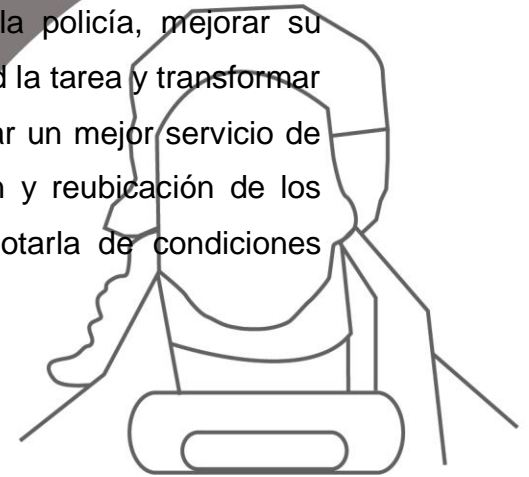 la policía, mejorar su
d la tarea y transformar
ar un mejor servicio de
n y reubicación de los
otarla de condiciones